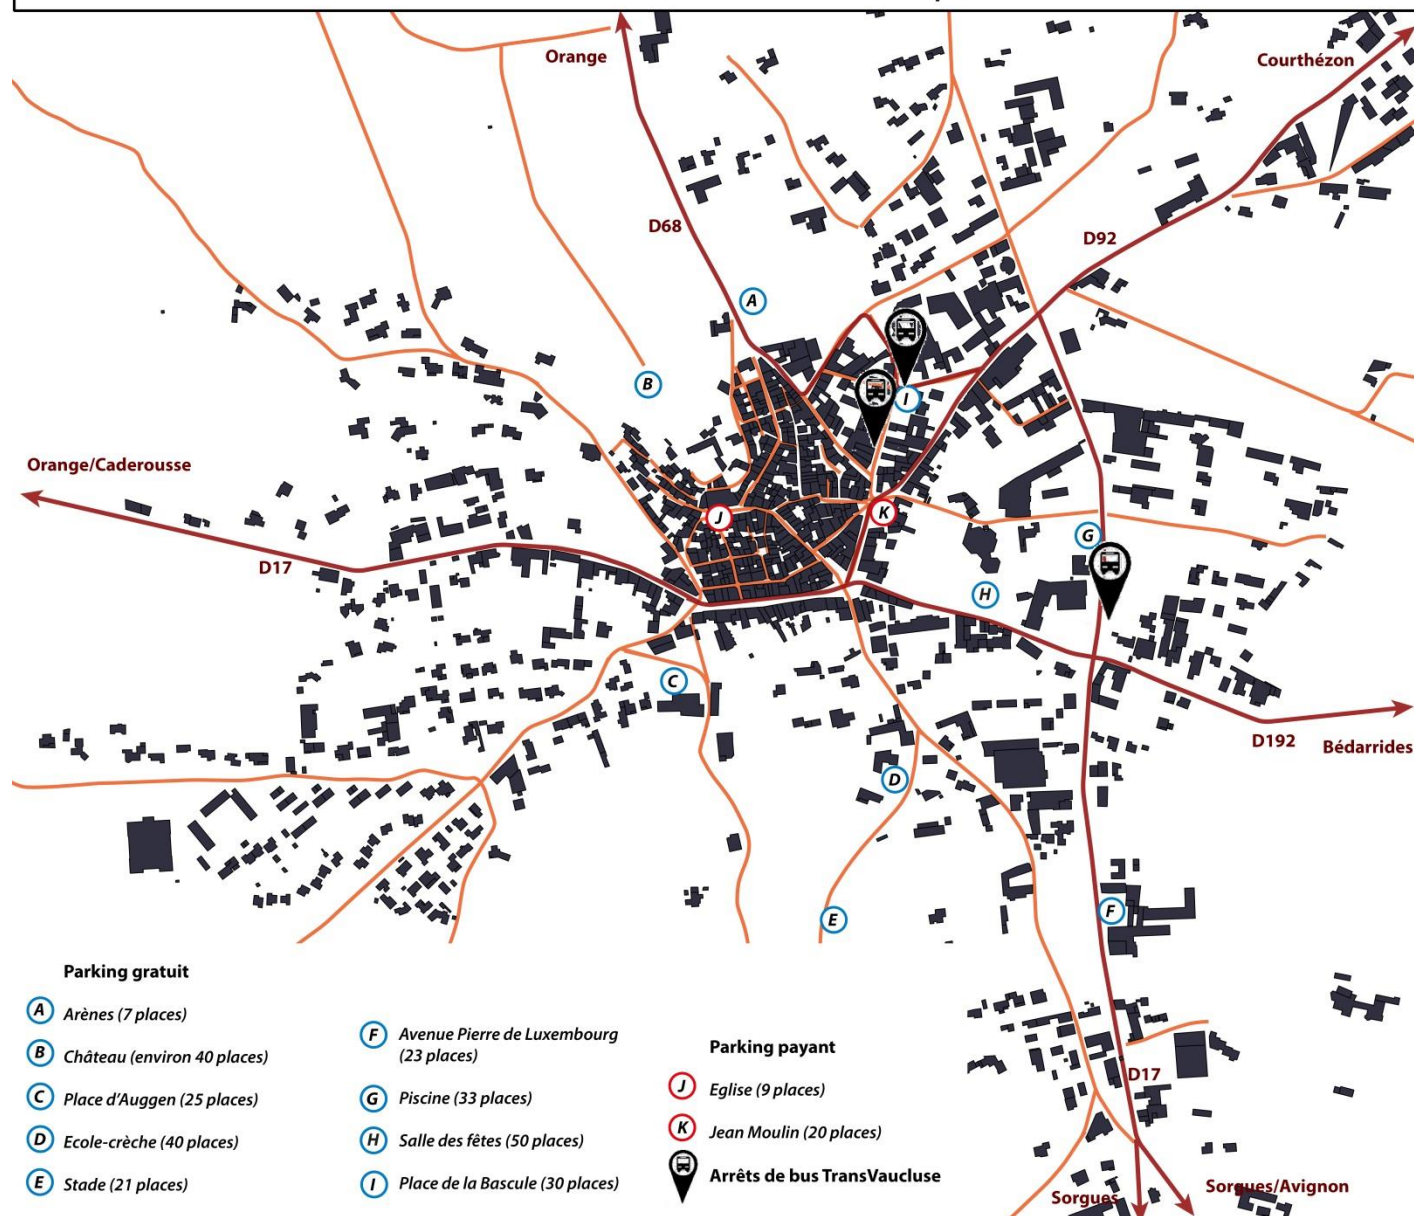 Orange
Courthézon
D68
D92
A
B
I
Orange/Caderousse
J
K
G
D17
H
C
D192
Bédarrides
D
E
F
Parking gratuit
A Arènes (7 places)
B Château (environ 40 places)
C Place d'Auggen (25 places)
D Ecole-crèche (40 places)
E Stade (21 places)
F Avenue Pierre de Luxembourg
(23 places)
G Piscine (33 places)
H Salle des fêtes (50 places)
I Place de la Bascule (30 places)
Parking payant
J Eglise (9 places)
K Jean Moulin (20 places)
Arrêts de bus TransVaucluse
D17
Sorgues
Sorgues/Avignon